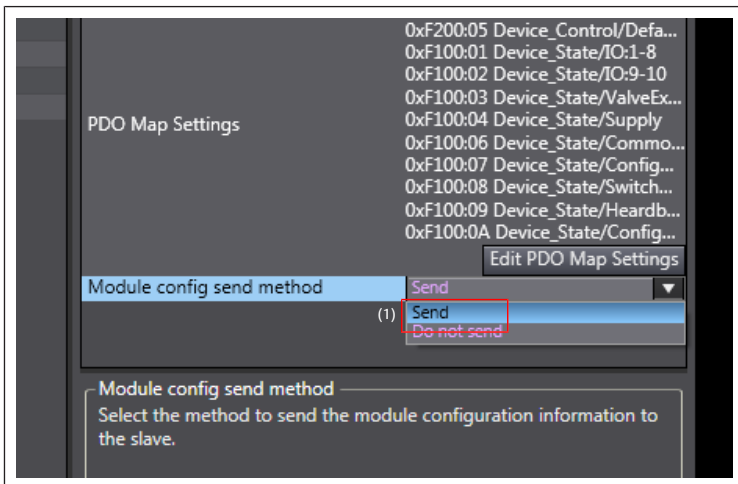 0xF200:05 Device_Control/Defa...
0xF100:01 Device_State/IO:1-8
0xF100:02 Device_State/IO:9-10
0xF100:03 Device_State/ValveEx...
PDO Map Settings
0xF100:04 Device_State/Supply
0xF100:06 Device_State/Commo...
0xF100:07 Device_State/Config...
0xF100:08 Device_State/Switch...
0xF100:09 Device_State/Heardb...
0xF100:0A Device_State/Config...
Edit PDO Map Settings
Module config send method Send
(1) Send
Do not send
Module config send method
Select the method to send the module configuration information to
the slave.